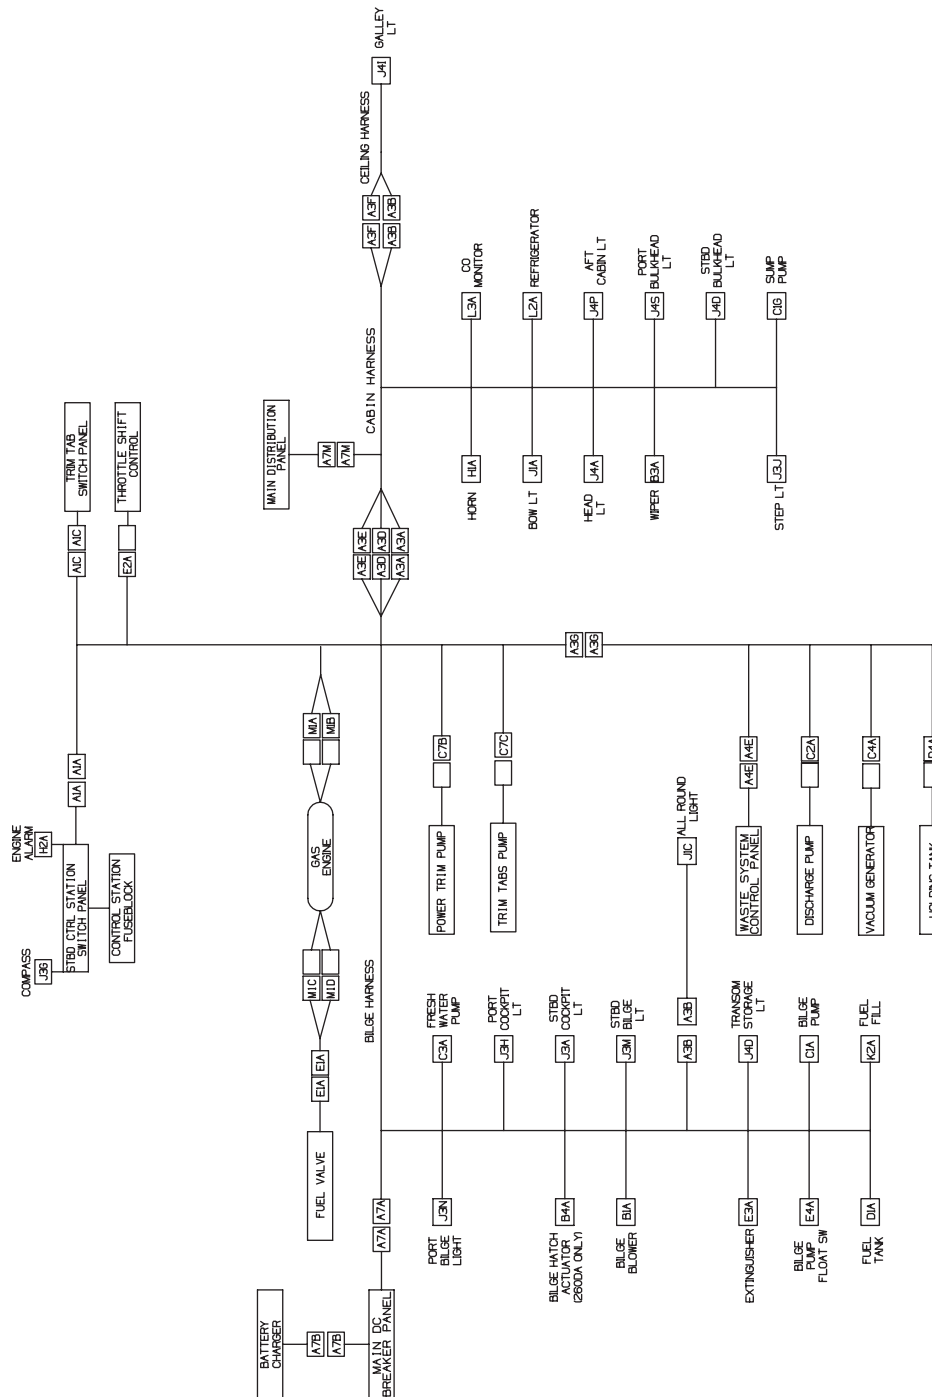 GALLEY
LT
J4I
CEILING HARNESS
A3F
A3B
A3F
A3B
CO
MONITOR
L3A
REFRIGERATOR
L2A
AFT
CABIN LT
J4P
PORT
BULKHEAD
LT
J4S
STBD
BULKHEAD
LT
J4D
SUMP
PUMP
C1G
CABIN HARNESS
TRIM TAB
SWITCH PANEL
A1C
A1C
THROTTLE SHIFT
CONTROL
E2A
MAIN DISTRIBUTION
PANEL
A7M
A7M
HORN
H1A
BOW LT
J1A
HEAD
LT
J4A
WIPER
B3A
STEP LT
J3J
A3E
A3D
A3A
A3E
A3D
A3A
A3G
A3G
ENGINE
ALARM
H2A
A1A
A1A
COMPASS
J3G
STBD CTRL STATION
SWITCH PANEL
CONTROL STATION
FUSEBLOCK
M1A
M1B
GAS
ENGINE
M1C
M1D
E1A
E1A
FUEL VALVE
C7B
POWER TRIM PUMP
C7C
TRIM TABS PUMP
ALL ROUND
LIGHT
J1C
A4E
A4E
WASTE SYSTEM
CONTROL PANEL
C2A
DISCHARGE PUMP
C4A
VACUUM GENERATOR
BILGE HARNESS
FRESH
WATER
PUMP
C3A
PORT
COCKPIT
LT
J3H
STBD
COCKPIT
LT
J3A
STBD
BILGE
LT
J3M
A3B
A3B
TRANSOM
STORAGE
LT
J4D
BILGE
PUMP
C1A
FUEL
FILL
K2A
A7A
A7A
PORT
BILGE
LIGHT
J3N
BILGE HATCH
ACTUATOR
(260DA ONLY)
B4A
BILGE
BLOWER
B1A
EXTINGUISHER
E3A
BILGE
PUMP
FLOAT SW
E4A
FUEL
TANK
D1A
BATTERY
CHARGER
A7B
A7B
MAIN DC
BREAKER PANEL